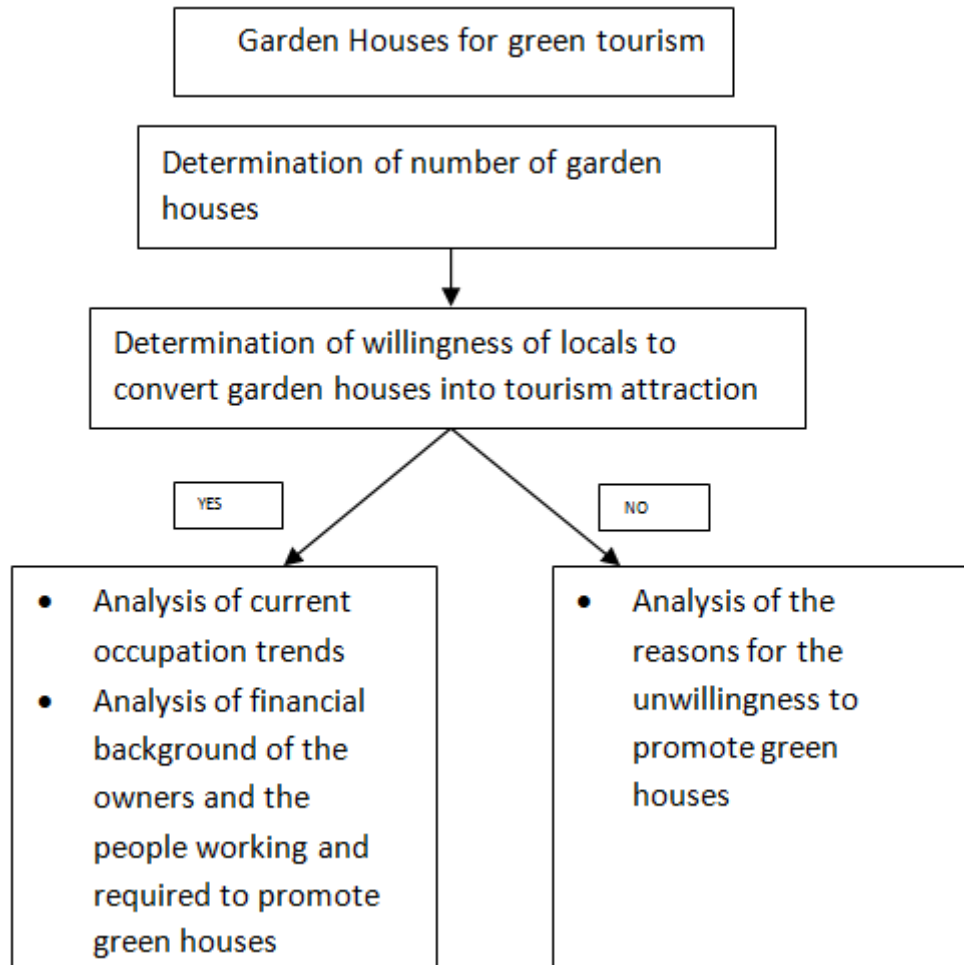 Garden Houses for green tourism
Determination of number of garden
houses
Determination of willingness of locals to
convert garden houses into tourism attraction
YES
NO
• Analysis of current
occupation trends
• Analysis of financial
background of the
owners and the
people working and
required to promote
green houses
• Analysis of the
reasons for the
unwillingness to
promote green
houses